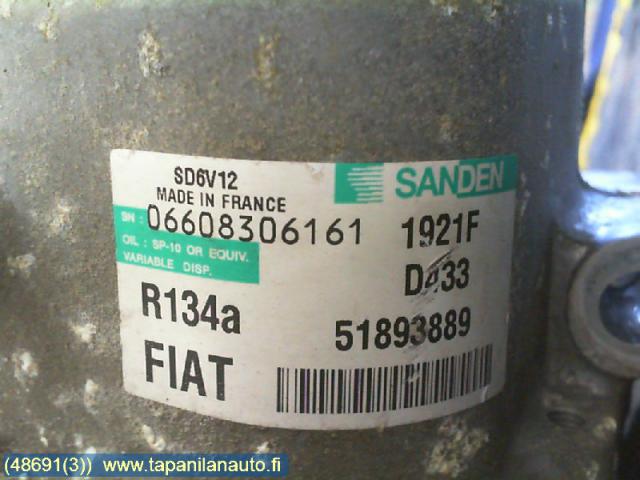 SD6V12
MADE IN FRANCE
SANDEN
SN : 06608306161
1921F
OIL : SP-10 OR EQUIV.
VARIABLE DISP.
D433
R134a
51893889
FIAT
(48691(3)) www.tapanilanauto.fi